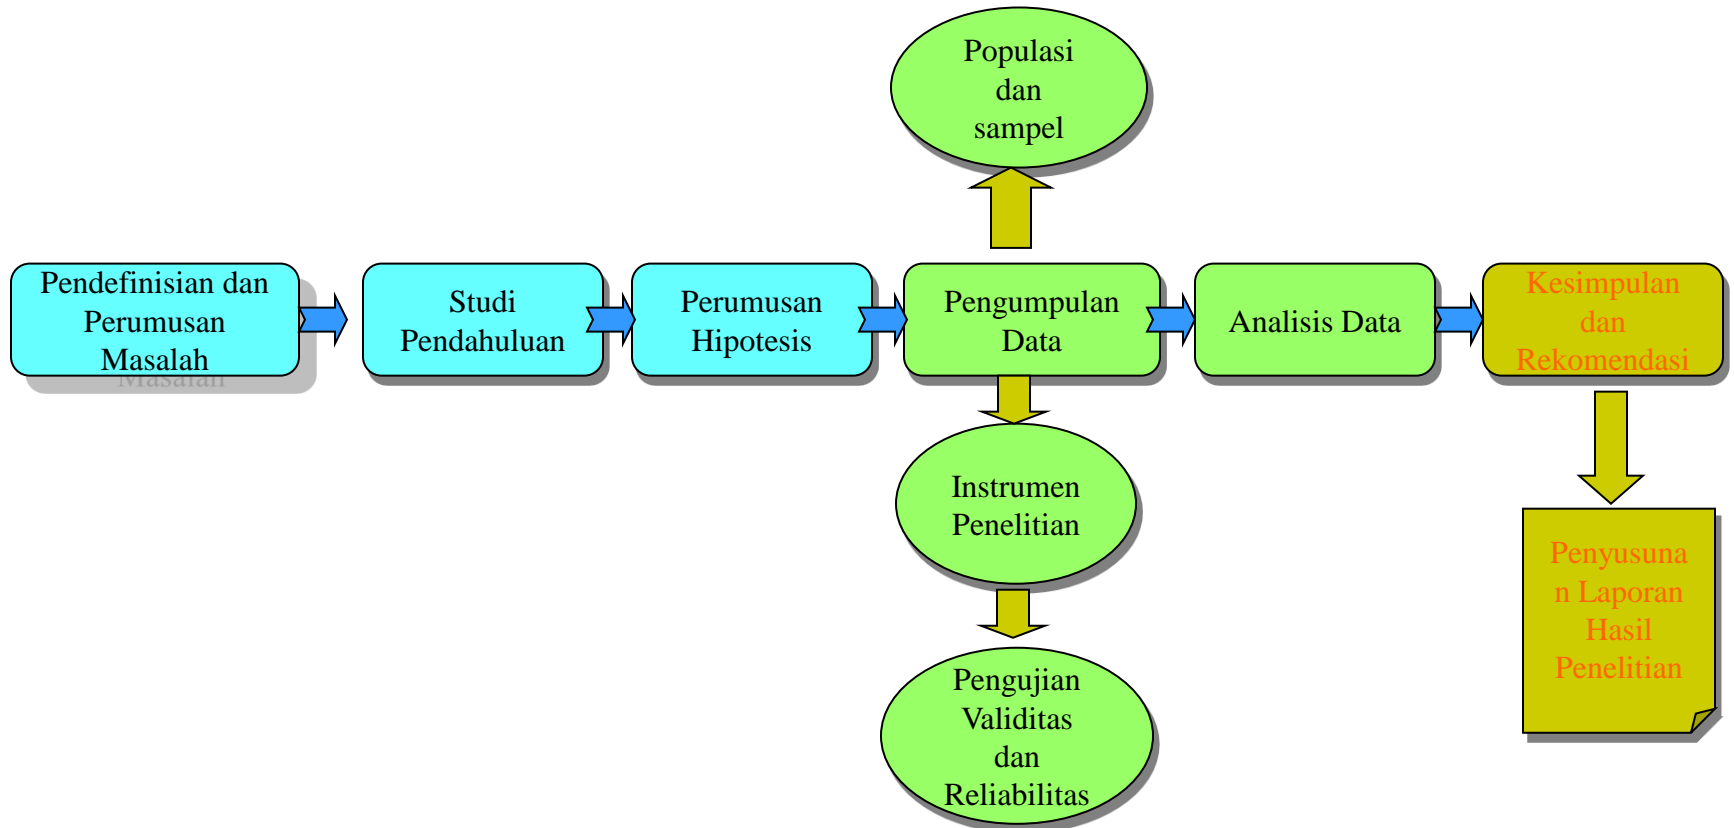 Populasi
dan
sampel
Pendefinisian dan
Perumusan
Masalah
Masalah
Studi
Pendahuluan
Perumusan
Hipotesis
Pengumpulan
Data
Analisis Data
Kesimpulan
dan
Rekomendasi
Instrumen
Penelitian
Penyusuna
n Laporan
Hasil
Penelitian
Pengujian
Validitas
dan
Reliabilitas